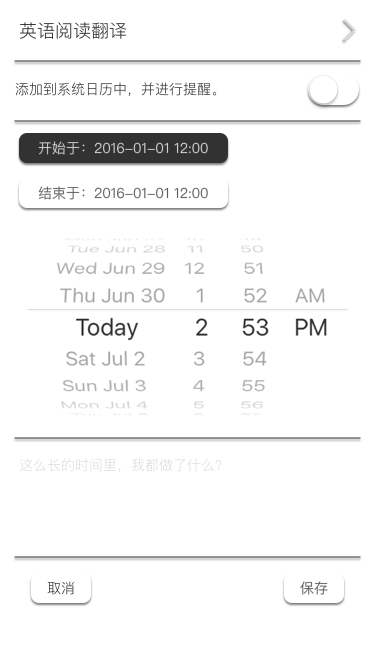 英语阅读翻译
添加到系统日历中，并进行提醒。
开始于：2016-01-01 12:00
结束于：2016-01-01 12:00
Tue Jun 28 11 50
Wed Jun 29 12 51
Thu Jun 30 1 52 AM
Today 2 53 PM
Sat Jul 2 3 54
Sun Jul 3 4 55
Mon Jul 4 5 56
这么长的时间里，我都做了什么？
取消 保存